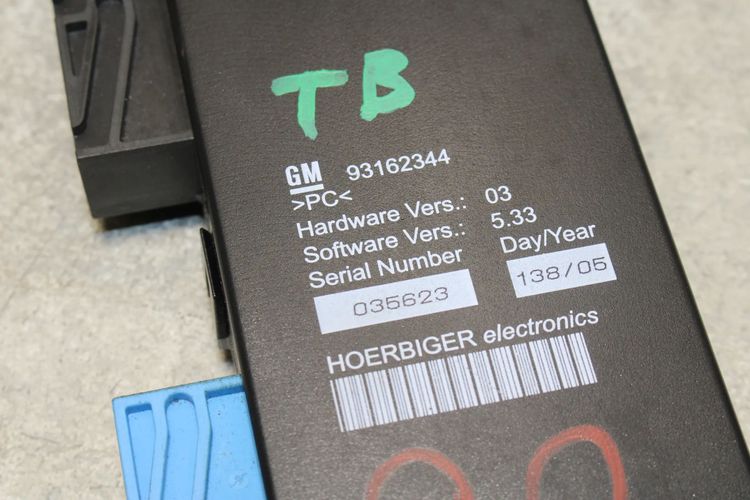 TB
GM 93162344
>PC<
Hardware Vers.: 03
Software Vers.: 5.33
Serial Number Day/Year
035623 138/05
HOERBIGER electronics